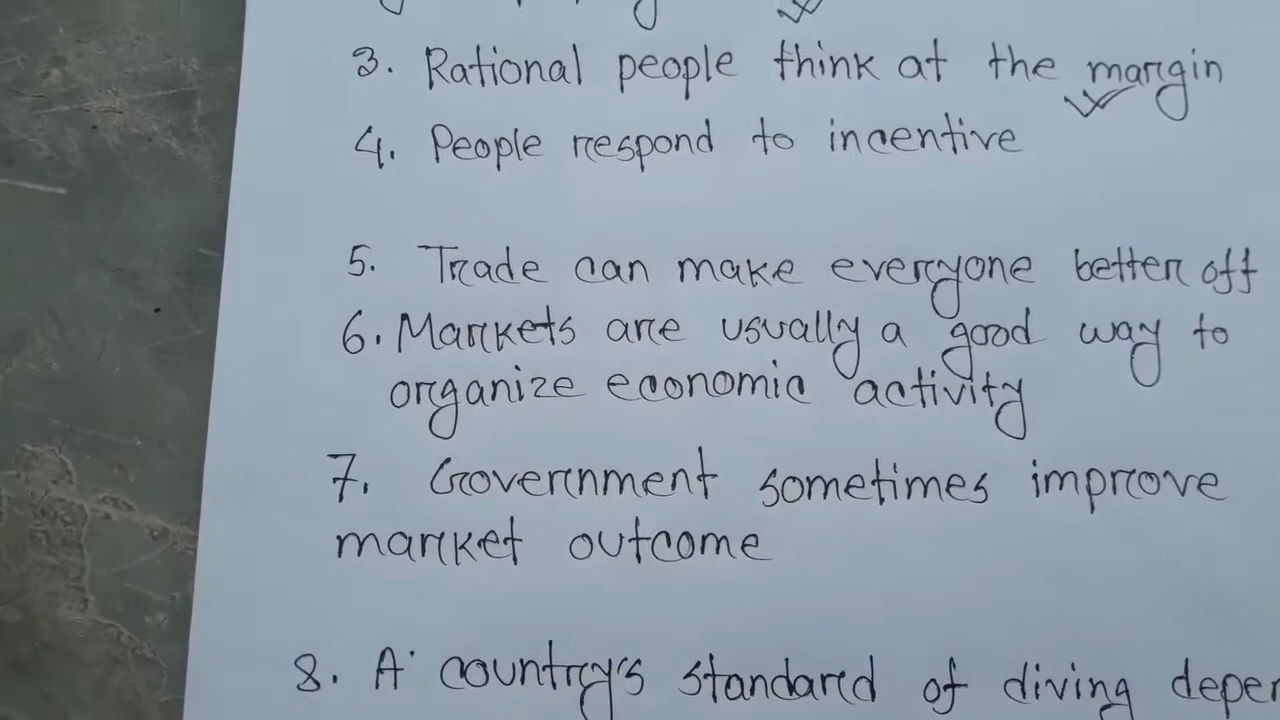 3. Rational people think at the margin
4. People respond to incentive
5. Trade can make everyone better off
6. Markets are usually a good way to
organize economic activity
7. Government sometimes improve
market outcome
8. A country's standard of diving